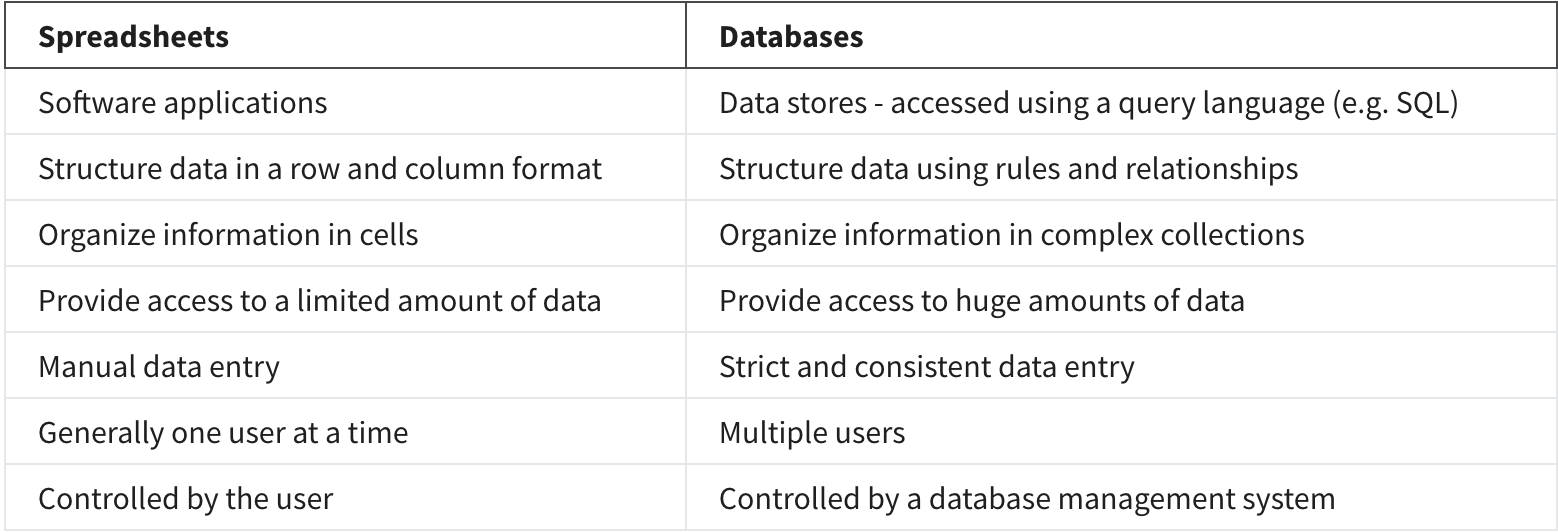 Spreadsheets Databases
Software applications Data stores - accessed using a query language (e.g. SQL)
Structure data in a row and column format Structure data using rules and relationships
Organize information in cells Organize information in complex collections
Provide access to a limited amount of data Provide access to huge amounts of data
Manual data entry Strict and consistent data entry
Generally one user at a time Multiple users
Controlled by the user Controlled by a database management system